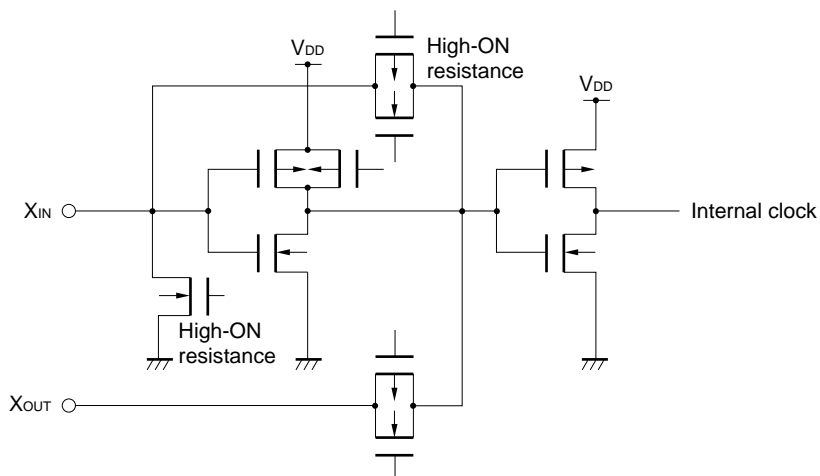 High-ON
resistance
VDD
VDD
XIN
Internal clock
High-ON
resistance
XOUT